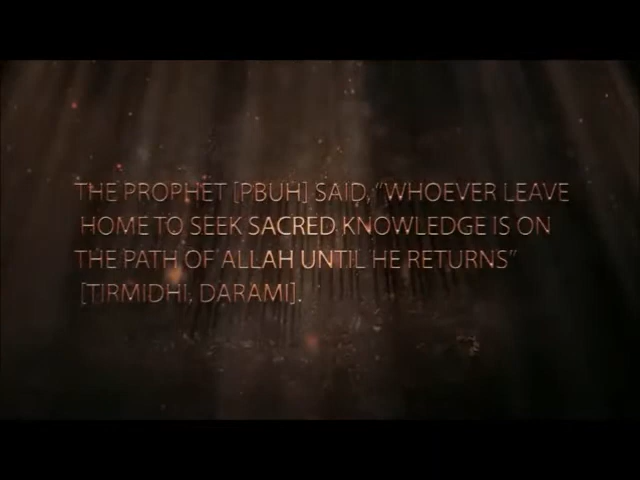 THE PROPHET [PBUH] SAID, "WHOEVER LEAVE
HOME TO SEEK SACRED KNOWLEDGE IS ON
THE PATH OF ALLAH UNTIL HE RETURNS"
[TIRMIDHI, DARAMI].